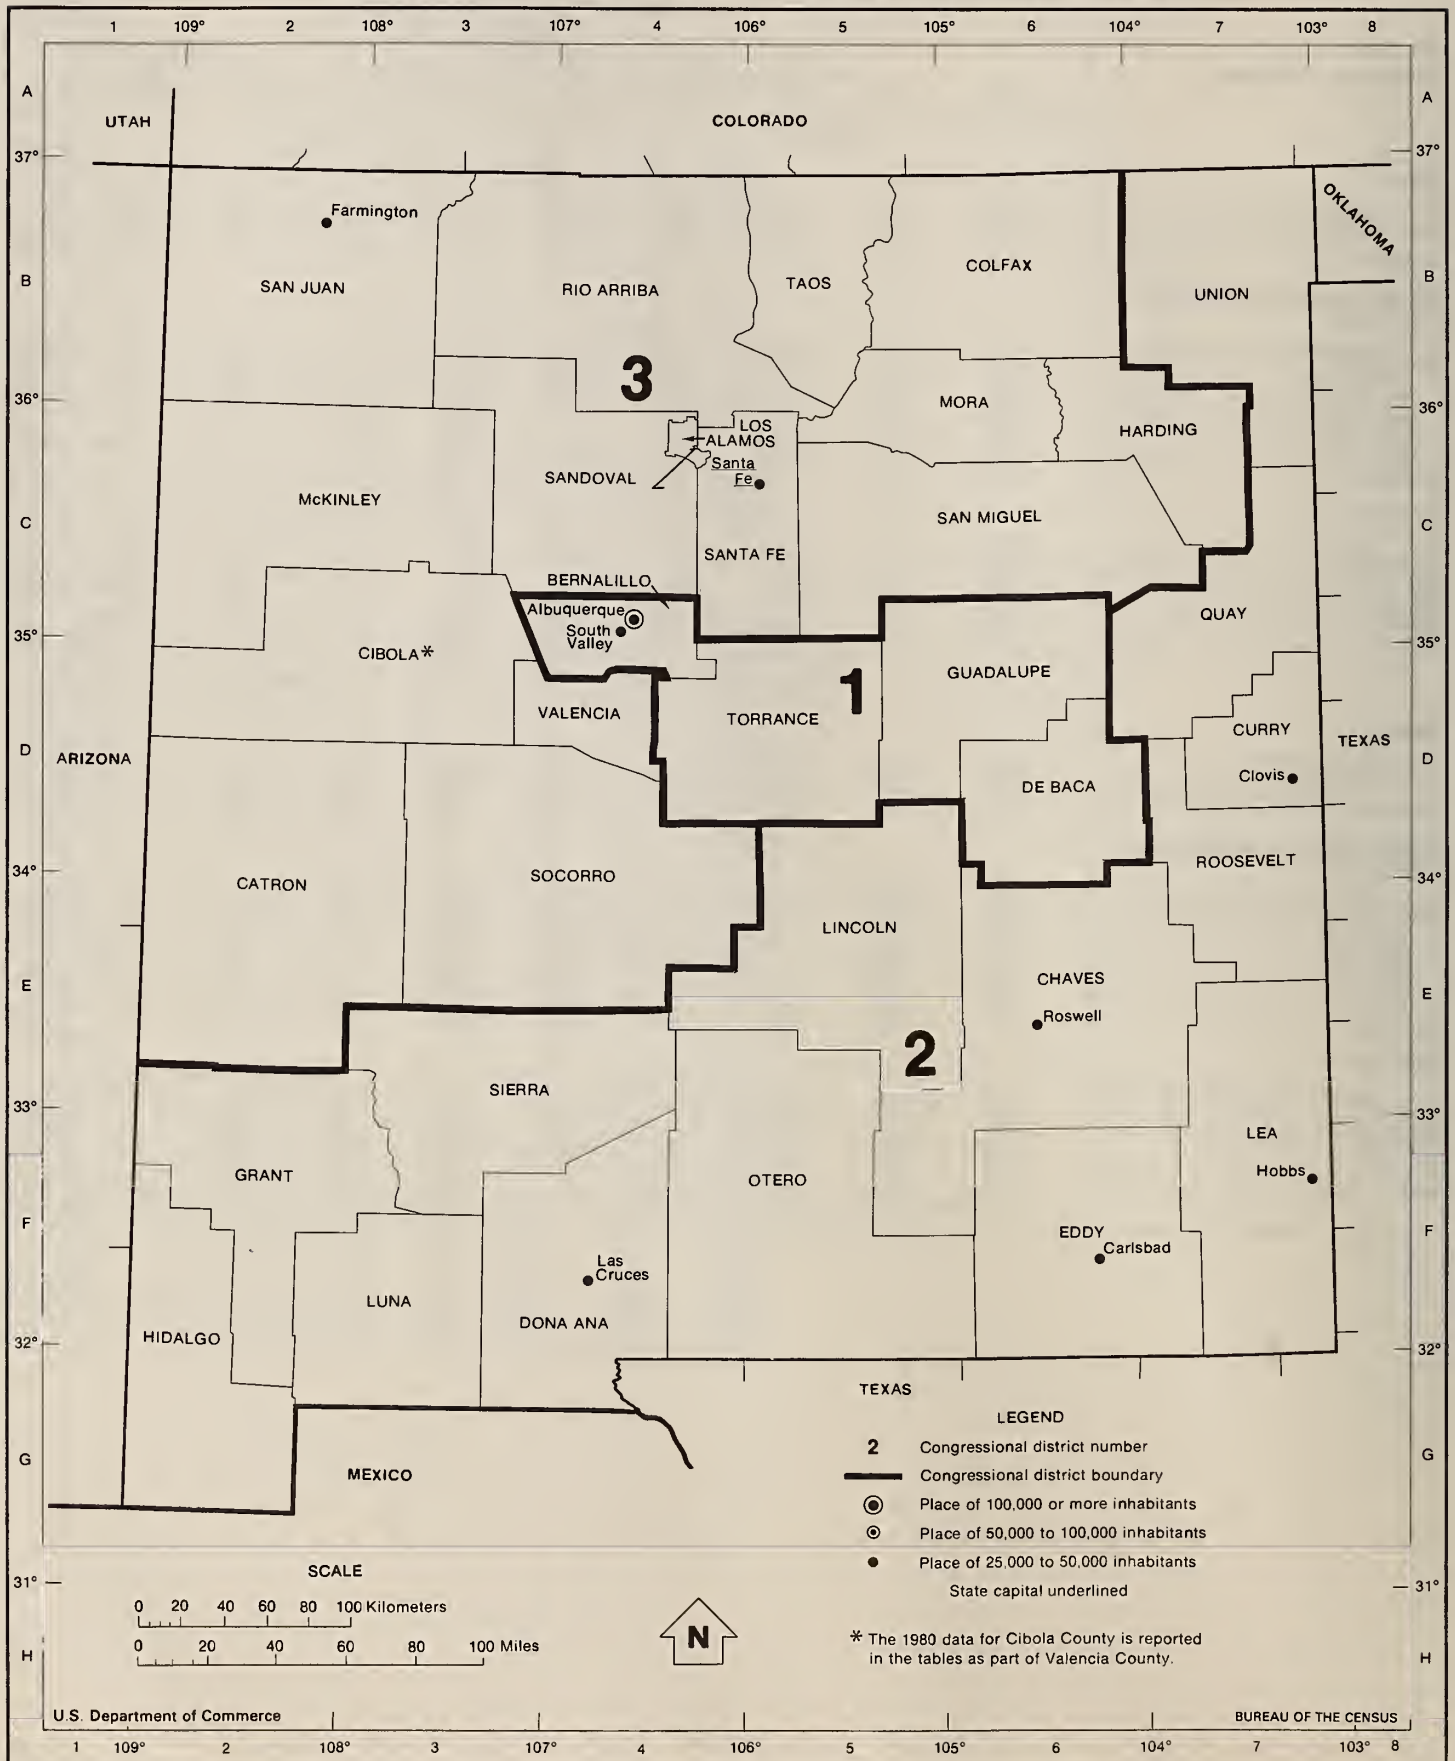 1 109° 2 108° 3 107° 4 106° 5 105° 6 104° 7 103° 8
A A
UTAH COLORADO
37° 37°
OKLAHOMA
Farmington
B B
SAN JUAN RIO ARRIBA TAOS COLFAX UNION
3
36° 36°
MORA
HARDING
LOS
ALAMOS
Santa
Fe
SANDOVAL
McKINLEY
C C
SAN MIGUEL
SANTA FE
BERNALILLO
Albuquerque
South
Valley
QUAY
35° 35°
CIBOLA*
GUADALUPE
1
VALENCIA TORRANCE
CURRY
D D
ARIZONA TEXAS
Clovis
DE BACA
ROOSEVELT
34° 34°
CATRON SOCORRO
LINCOLN
CHAVES
E E
Roswell
2
SIERRA
33° 33°
LEA
GRANT OTERO
Hobbs
F F
EDDY
Carlsbad
Las
Cruces
LUNA
DONA ANA
HIDALGO
32° 32°
TEXAS
LEGEND
2 Congressional district number
G G
MEXICO
Congressional district boundary
Place of 100,000 or more inhabitants
Place of 50,000 to 100,000 inhabitants
Place of 25,000 to 50,000 inhabitants
State capital underlined
31° 31°
SCALE
0 20 40 60 80 100 Kilometers
0 20 40 60 80 100 Miles
N
* The 1980 data for Cibola County is reported
in the tables as part of Valencia County.
H H
U.S. Department of Commerce BUREAU OF THE CENSUS
1 109° 2 108° 3 107° 4 106° 5 105° 6 104° 7 103° 8